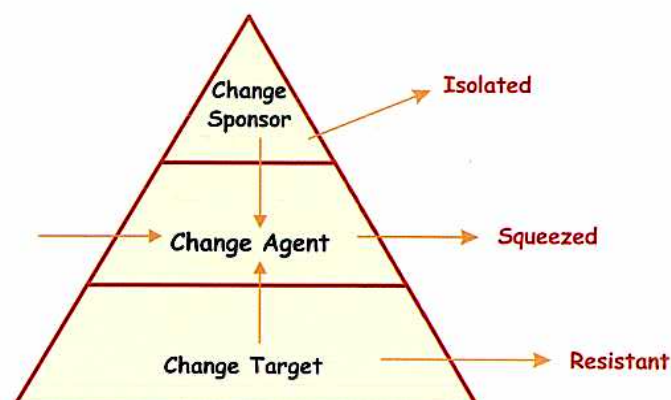 Change
Sponsor
Isolated
Change Agent
Squeezed
Change Target
Resistant